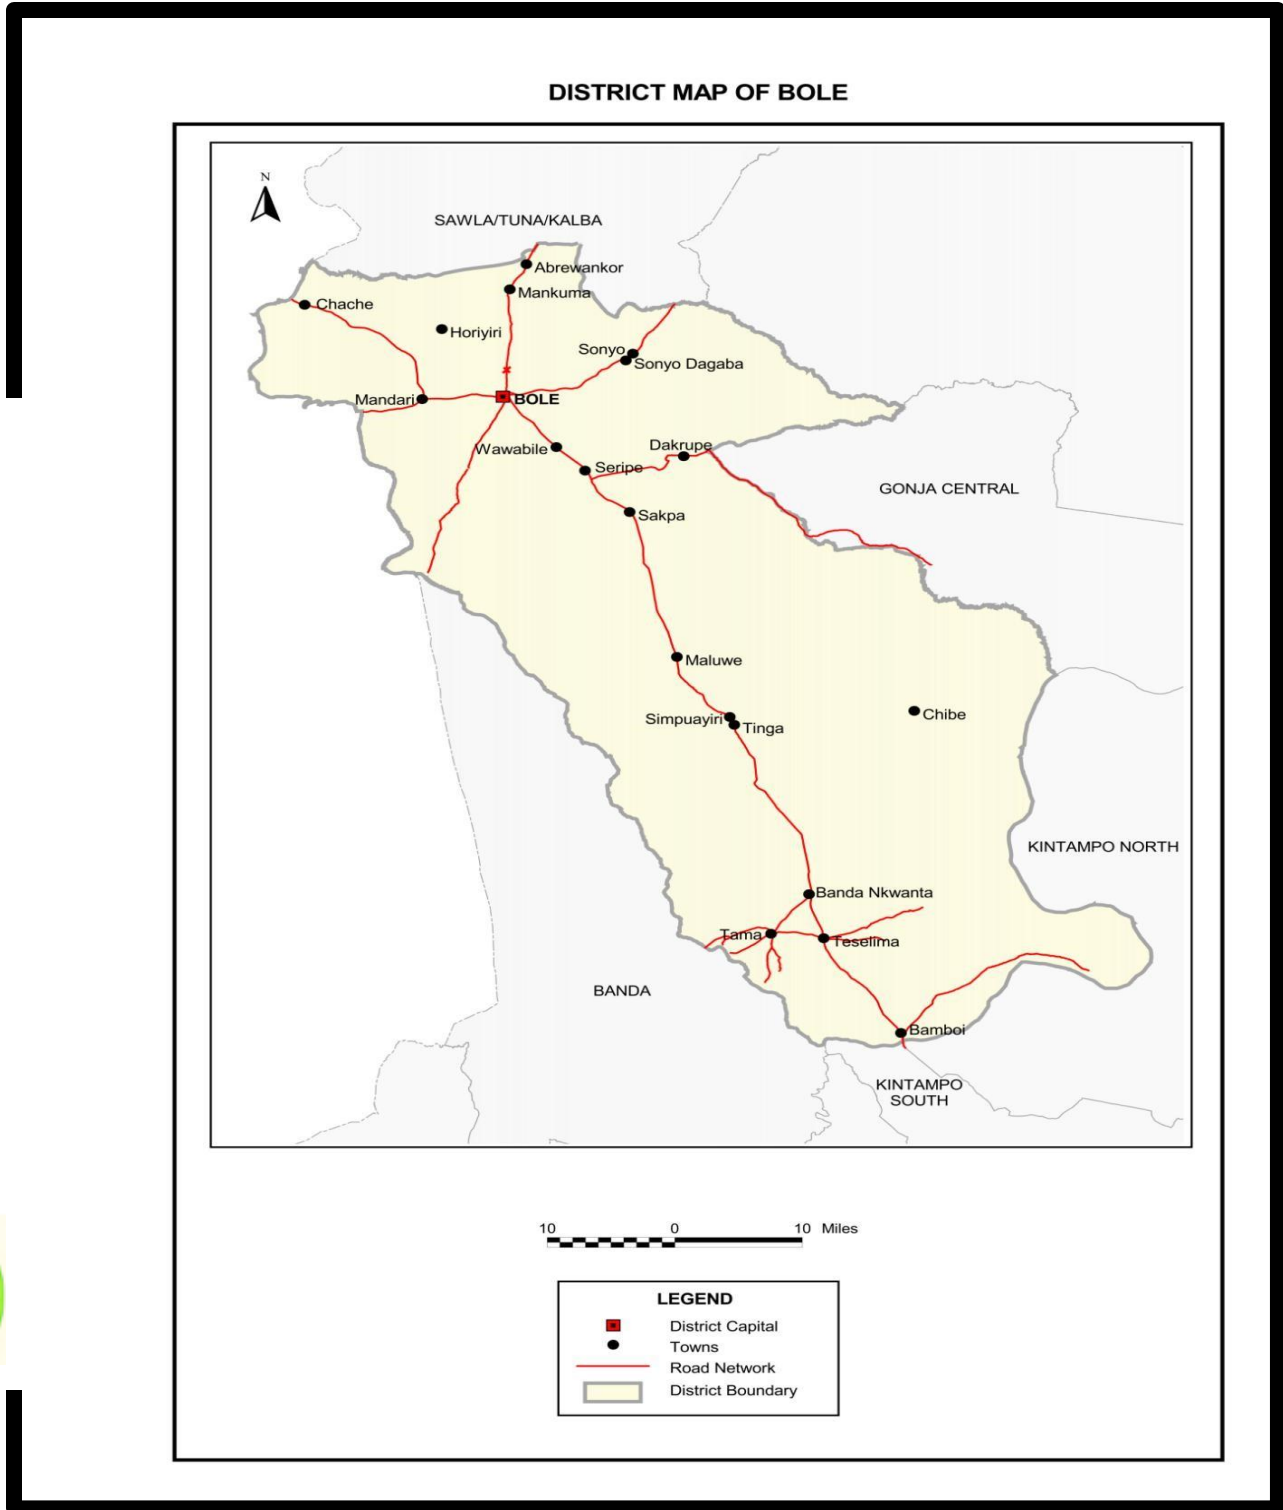 DISTRICT MAP OF BOLE
N
SAWLA/TUNA/KALBA
Abrewankor
Mankuma
Chache
Horiyiri
Sonyo
Sonyo Dagaba
Mandari
BOLE
Wawabile
Dakrupe
Seripe
GONJA CENTRAL
Sakpa
Maluwe
Simpuayiri
Tinga
Chibe
KINTAMPO NORTH
Banda Nkwanta
Tama
Teselima
BANDA
Bamboi
KINTAMPO
SOUTH
10 0 10 Miles
LEGEND
District Capital
Towns
Road Network
District Boundary